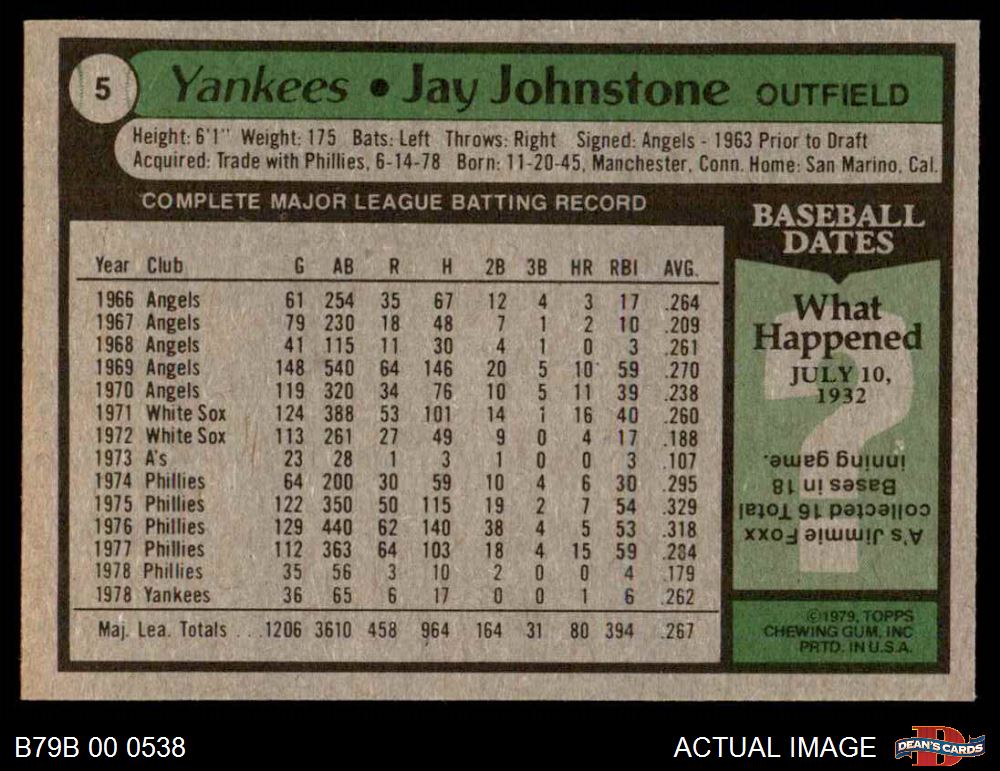 5 Yankees • Jay Johnstone OUTFIELD
Height: 6'1" Weight: 175 Bats: Left Throws: Right Signed: Angels - 1963 Prior to Draft
Acquired: Trade with Phillies, 6-14-78 Born: 11-20-45, Manchester, Conn. Home: San Marino, Cal.
COMPLETE MAJOR LEAGUE BATTING RECORD
Year Club G AB R H 2B 3B HR RBI AVG.
1966 Angels 61 254 35 67 12 4 3 17 .264
1967 Angels 79 230 18 48 7 1 2 10 .209
1968 Angels 41 115 11 30 4 1 0 3 .261
1969 Angels 148 540 64 146 20 5 10 59 .270
1970 Angels 119 320 34 76 10 5 11 39 .238
1971 White Sox 124 388 53 101 14 1 16 40 .260
1972 White Sox 113 261 27 49 9 0 4 17 .188
1973 A's 23 28 1 3 1 0 0 3 .107
1974 Phillies 64 200 30 59 10 4 6 30 .295
1975 Phillies 122 350 50 115 19 2 7 54 .329
1976 Phillies 129 440 62 140 38 4 5 53 .318
1977 Phillies 112 363 64 103 18 4 15 59 .284
1978 Phillies 35 56 3 10 2 0 0 4 .179
1978 Yankees 36 65 6 17 0 0 1 6 .262
Maj. Lea. Totals . . .1206 3610 458 964 164 31 80 394 .267
BASEBALL
DATES
What
Happened
JULY 10,
1932
?
A's Jimmie Foxx
collected 16 Total
Bases in 18
inning game.
©1979, TOPPS
CHEWING GUM, INC
PRTD. IN U.S.A.
B79B 00 0538
ACTUAL IMAGE
D
DEAN'S CARDS